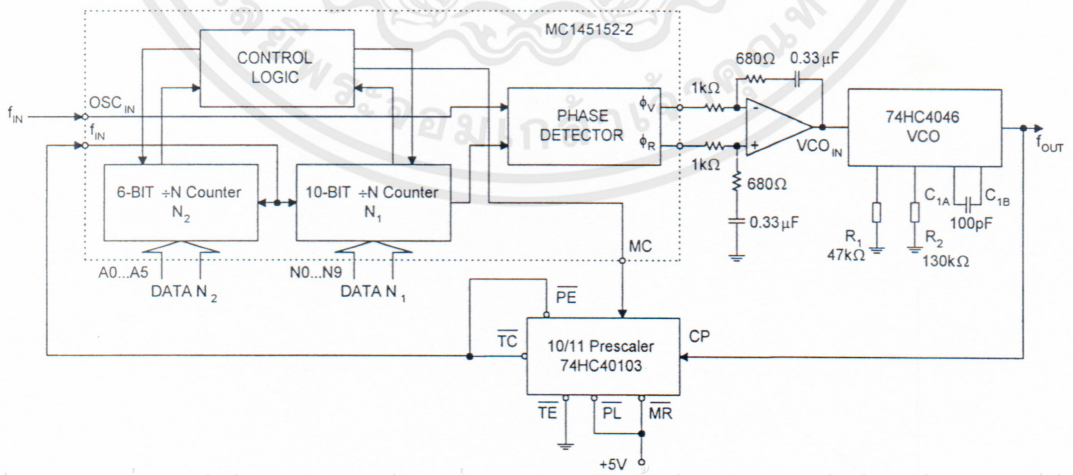 MC145152-2
CONTROL
LOGIC
f_IN
OSC_IN
f_IN
6-BIT ÷N Counter
N_2
10-BIT ÷N Counter
N_1
PHASE
DETECTOR
ϕ_V
ϕ_R
1kΩ
1kΩ
680Ω
0.33μF
-
+
680Ω
0.33μF
VCO_IN
74HC4046
VCO
f_OUT
R_1
47kΩ
R_2
130kΩ
C_1A
C_1B
100pF
A0...A5
DATA N_2
N0...N9
DATA N_1
MC
PE
TC
10/11 Prescaler
74HC40103
CP
TE
PL
MR
+5V